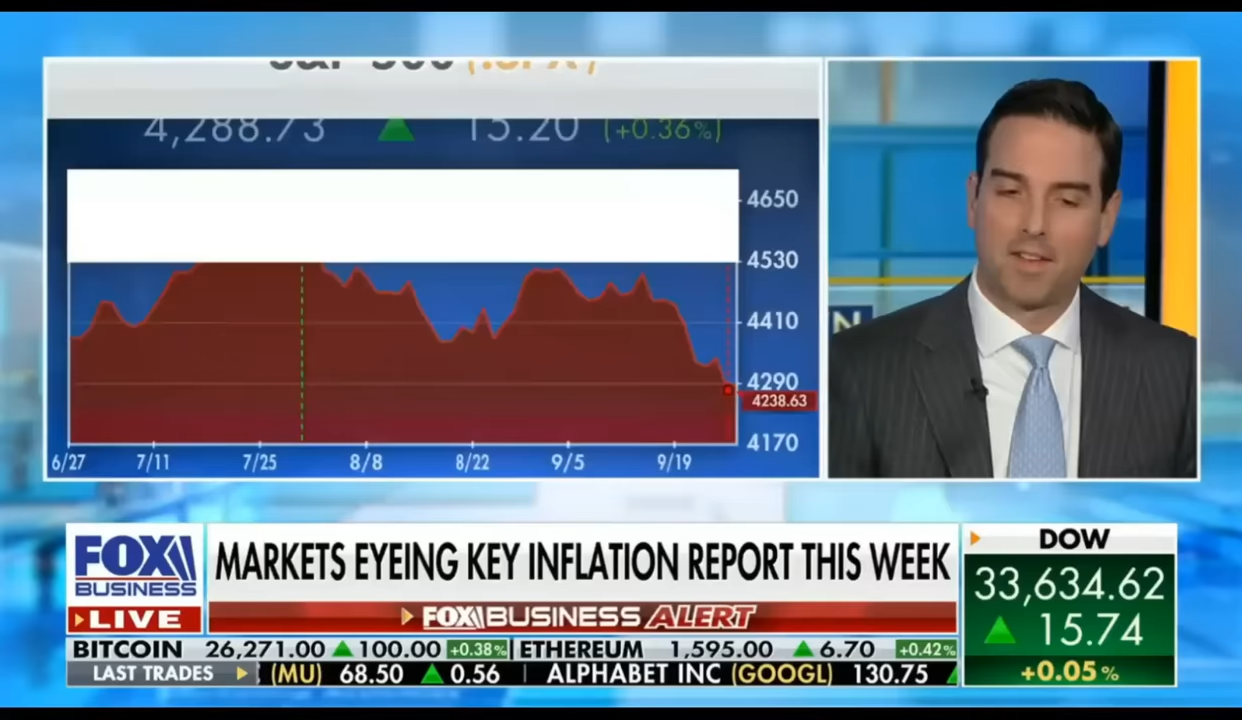 S&P 500 (.SPX)
4,288.73 ▲ 15.20 (+0.36%)
4650
4530
4410
4290
4238.63
4170
6/27 7/11 7/25 8/8 8/22 9/5 9/19
N
FOX BUSINESS
LIVE
MARKETS EYEING KEY INFLATION REPORT THIS WEEK
FOX BUSINESS ALERT
DOW
33,634.62
▲ 15.74
+0.05%
BITCOIN 26,271.00 ▲ 100.00 +0.38% ETHEREUM 1,595.00 ▲ 6.70 +0.42%
LAST TRADES (MU) 68.50 ▲ 0.56 ALPHABET INC (GOOGL) 130.75